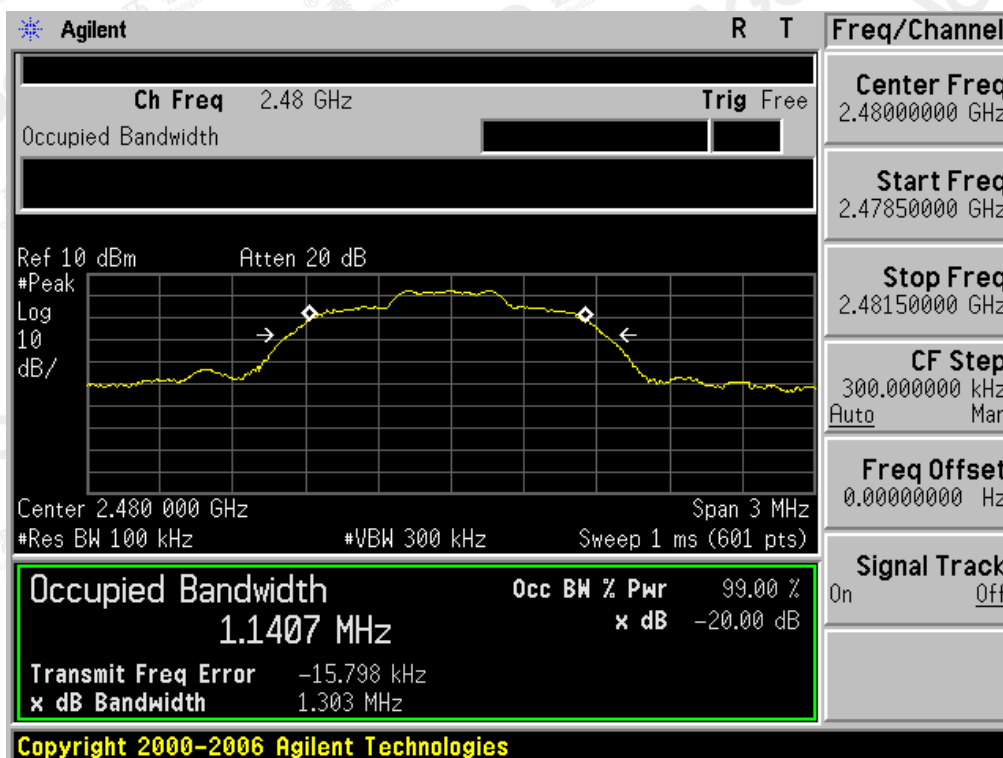 Agilent R T Freq/Channel
Ch Freq 2.48 GHz Trig Free
Occupied Bandwidth
Center Freq
2.48000000 GHz
Start Freq
2.47850000 GHz
Stop Freq
2.48150000 GHz
CF Step
300.000000 kHz
Auto Man
Freq Offset
0.00000000 Hz
Signal Track
On Off
Ref 10 dBm Atten 20 dB
#Peak
Log
10
dB/
Center 2.480 000 GHz Span 3 MHz
#Res BW 100 kHz #VBW 300 kHz Sweep 1 ms (601 pts)
Occupied Bandwidth Occ BW % Pwr 99.00 %
1.1407 MHz x dB -20.00 dB
Transmit Freq Error -15.798 kHz
x dB Bandwidth 1.303 MHz
Copyright 2000-2006 Agilent Technologies